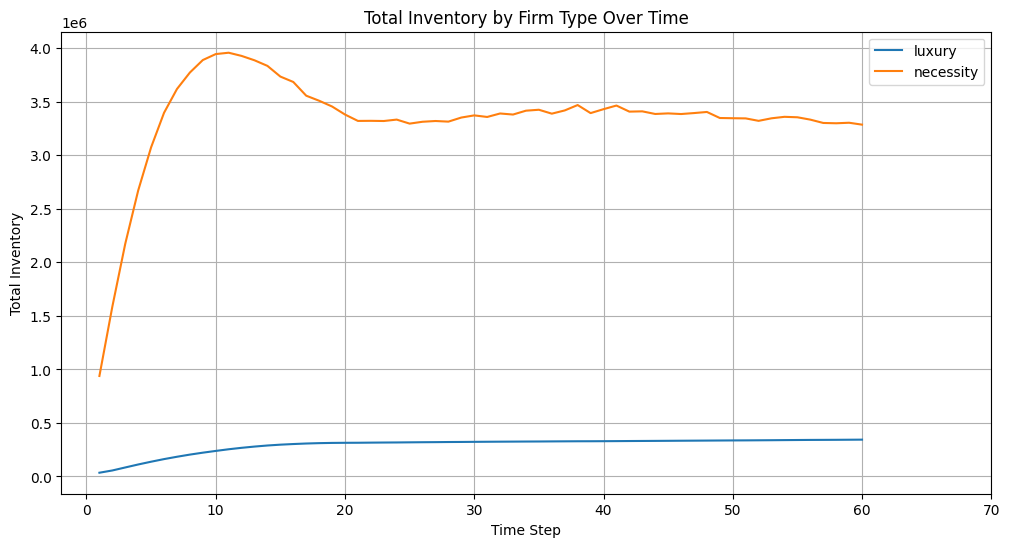 Total Inventory by Firm Type Over Time
1e6
luxury
necessity
4.0
3.5
3.0
2.5
2.0
1.5
1.0
0.5
0.0
Total Inventory
0 10 20 30 40 50 60 70
Time Step